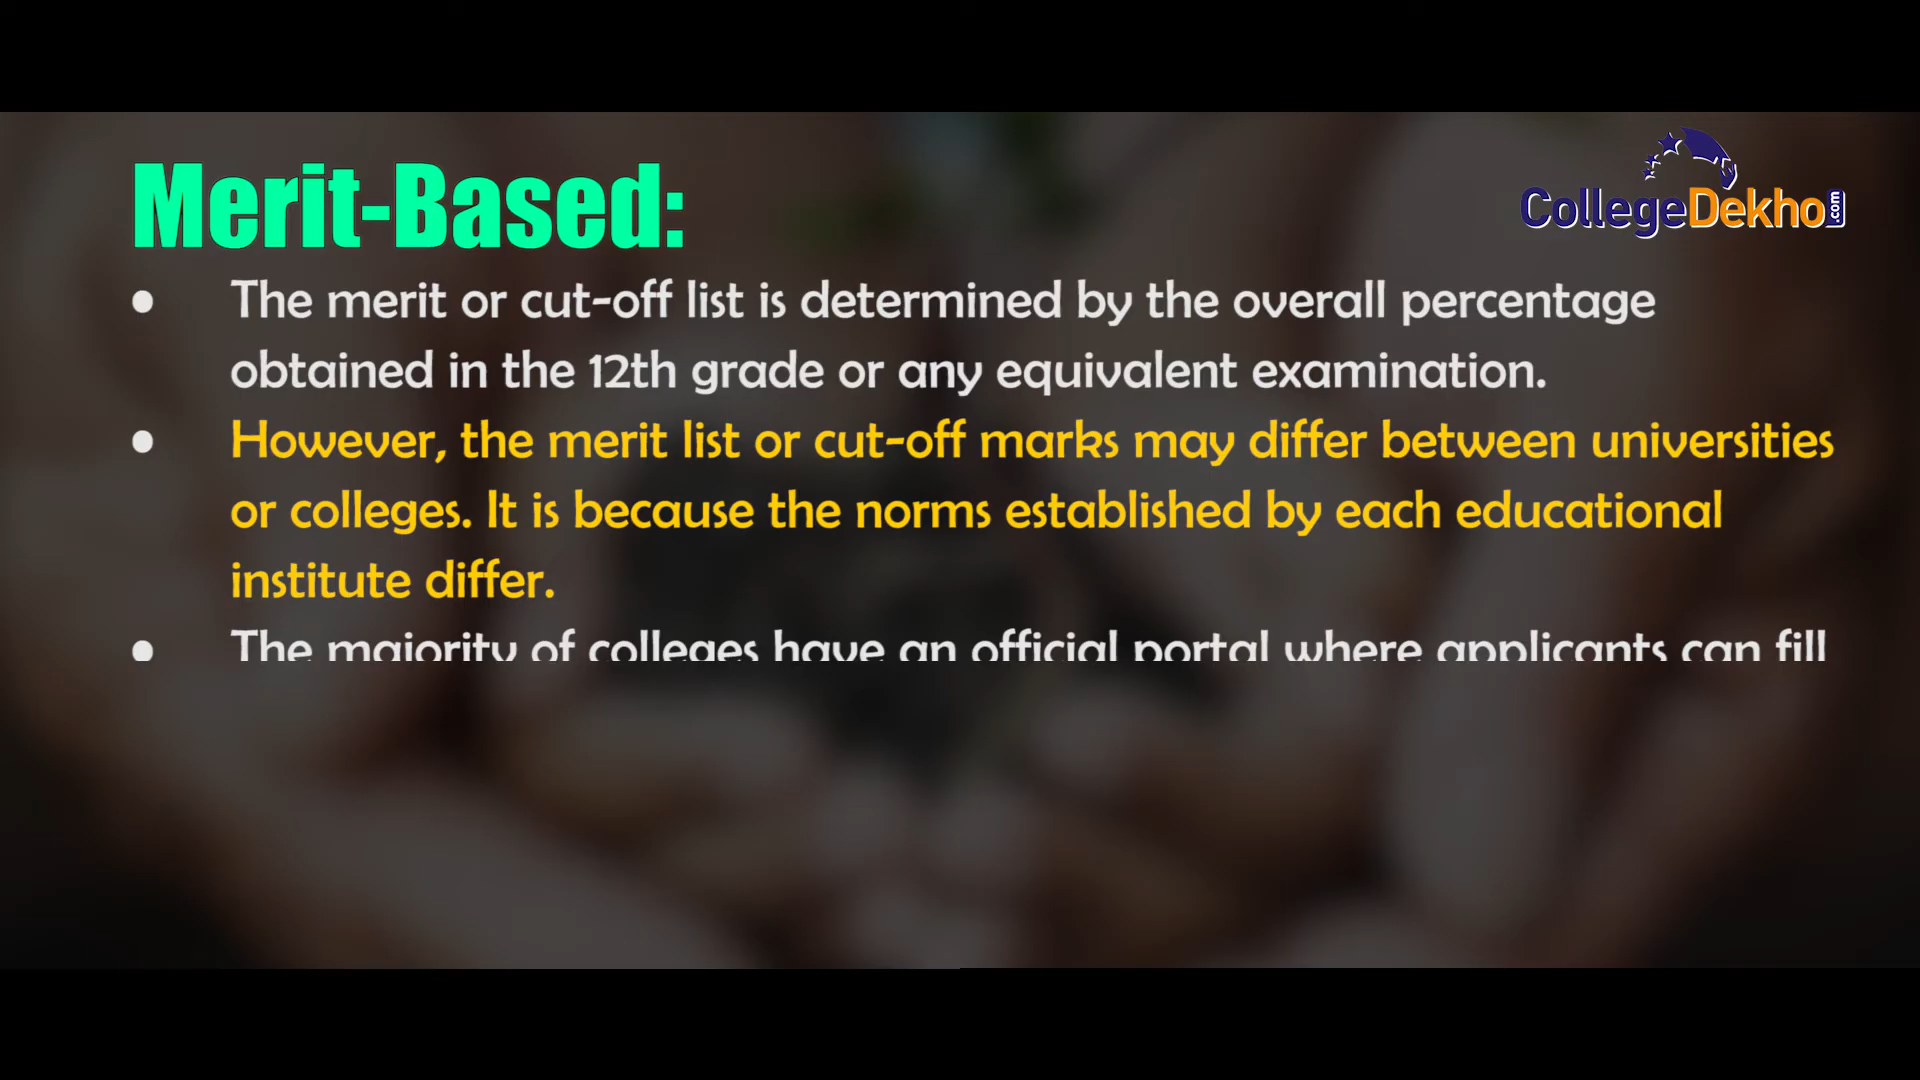 Merit-Based:
CollegeDekho.com
• The merit or cut-off list is determined by the overall percentage
obtained in the 12th grade or any equivalent examination.
• However, the merit list or cut-off marks may differ between universities
or colleges. It is because the norms established by each educational
institute differ.
• The majority of colleges have an official portal where applicants can fill